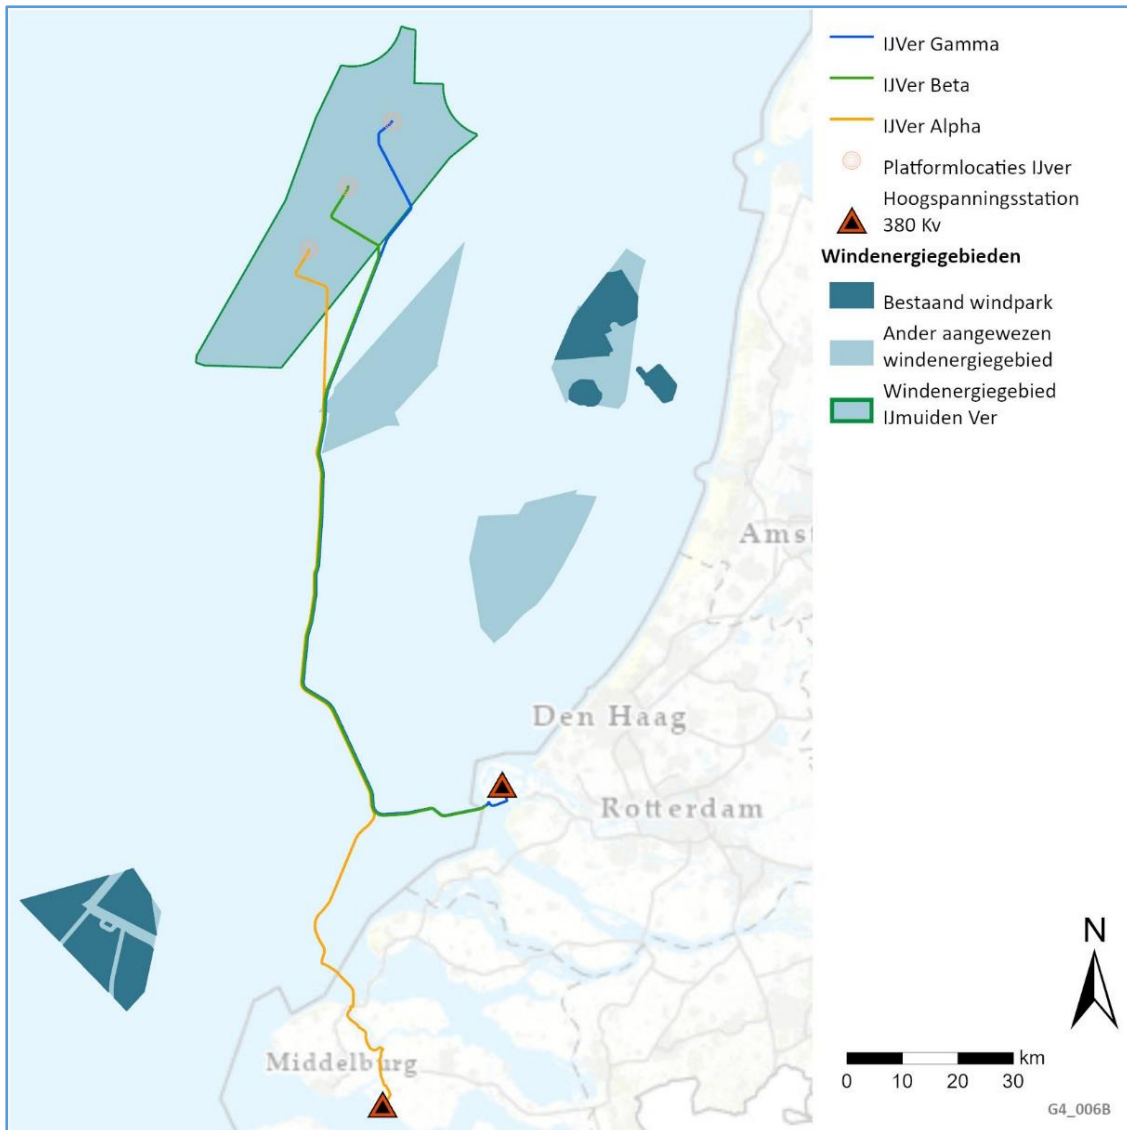 IJVer Gamma
IJVer Beta
IJVer Alpha
Platformlocaties IJver
Hoogspanningsstation
380 Kv
Windenergiegebieden
Bestaand windpark
Ander aangewezen
windenergiegebied
Windenergiegebied
IJmuiden Ver
Amst
Den Haag
Rotterdam
Middelburg
N
km
0 10 20 30
G4_006B